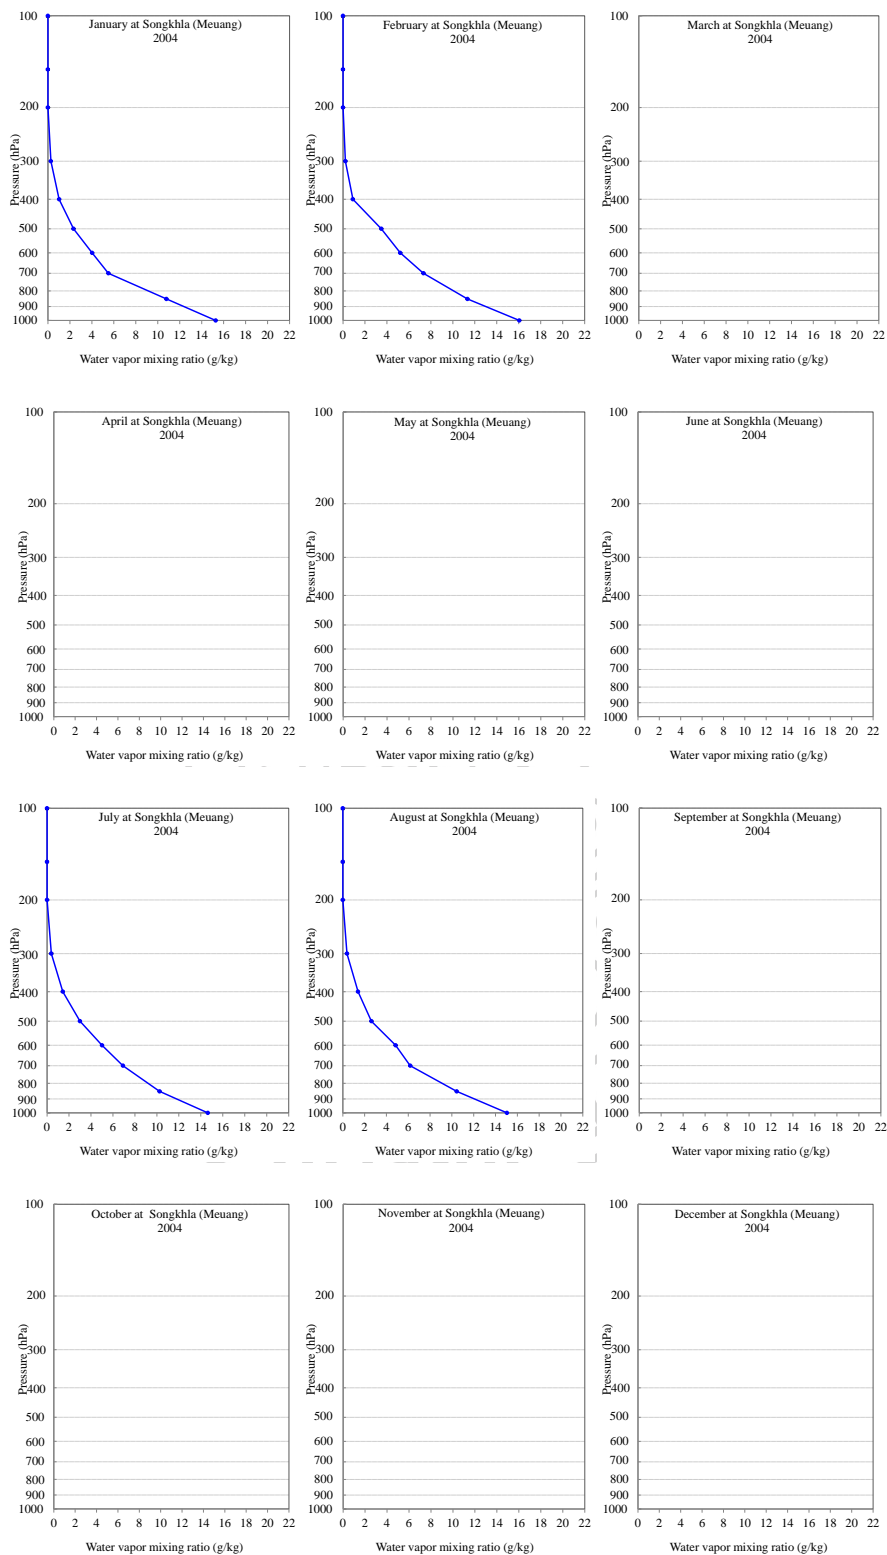 January at Songkhla (Meuang)
2004
Pressure (hPa)
100
200
300
400
500
600
700
800
900
1000
0 2 4 6 8 10 12 14 16 18 20 22
Water vapor mixing ratio (g/kg)
February at Songkhla (Meuang)
2004
Pressure (hPa)
100
200
300
400
500
600
700
800
900
1000
0 2 4 6 8 10 12 14 16 18 20 22
Water vapor mixing ratio (g/kg)
March at Songkhla (Meuang)
2004
Pressure (hPa)
100
200
300
400
500
600
700
800
900
1000
0 2 4 6 8 10 12 14 16 18 20 22
Water vapor mixing ratio (g/kg)
April at Songkhla (Meuang)
2004
Pressure (hPa)
100
200
300
400
500
600
700
800
900
1000
0 2 4 6 8 10 12 14 16 18 20 22
Water vapor mixing ratio (g/kg)
May at Songkhla (Meuang)
2004
Pressure (hPa)
100
200
300
400
500
600
700
800
900
1000
0 2 4 6 8 10 12 14 16 18 20 22
Water vapor mixing ratio (g/kg)
June at Songkhla (Meuang)
2004
Pressure (hPa)
100
200
300
400
500
600
700
800
900
1000
0 2 4 6 8 10 12 14 16 18 20 22
Water vapor mixing ratio (g/kg)
July at Songkhla (Meuang)
2004
Pressure (hPa)
100
200
300
400
500
600
700
800
900
1000
0 2 4 6 8 10 12 14 16 18 20 22
Water vapor mixing ratio (g/kg)
August at Songkhla (Meuang)
2004
Pressure (hPa)
100
200
300
400
500
600
700
800
900
1000
0 2 4 6 8 10 12 14 16 18 20 22
Water vapor mixing ratio (g/kg)
September at Songkhla (Meuang)
2004
Pressure (hPa)
100
200
300
400
500
600
700
800
900
1000
0 2 4 6 8 10 12 14 16 18 20 22
Water vapor mixing ratio (g/kg)
October at Songkhla (Meuang)
2004
Pressure (hPa)
100
200
300
400
500
600
700
800
900
1000
0 2 4 6 8 10 12 14 16 18 20 22
Water vapor mixing ratio (g/kg)
November at Songkhla (Meuang)
2004
Pressure (hPa)
100
200
300
400
500
600
700
800
900
1000
0 2 4 6 8 10 12 14 16 18 20 22
Water vapor mixing ratio (g/kg)
December at Songkhla (Meuang)
2004
Pressure (hPa)
100
200
300
400
500
600
700
800
900
1000
0 2 4 6 8 10 12 14 16 18 20 22
Water vapor mixing ratio (g/kg)